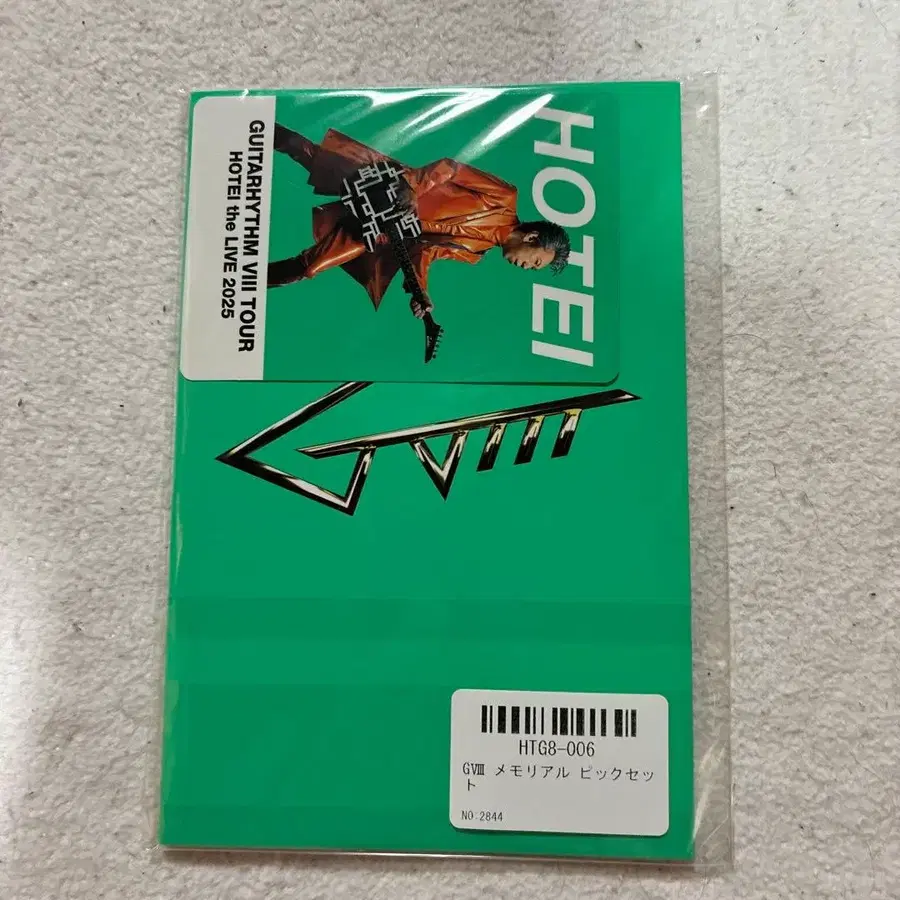 HOTEI
GUITARHYTHM VIII TOUR
HOTEI the LIVE 2025
GVIII
HTG8-006
GⅧ メモリアル ピックセッ
ト
NO:2844